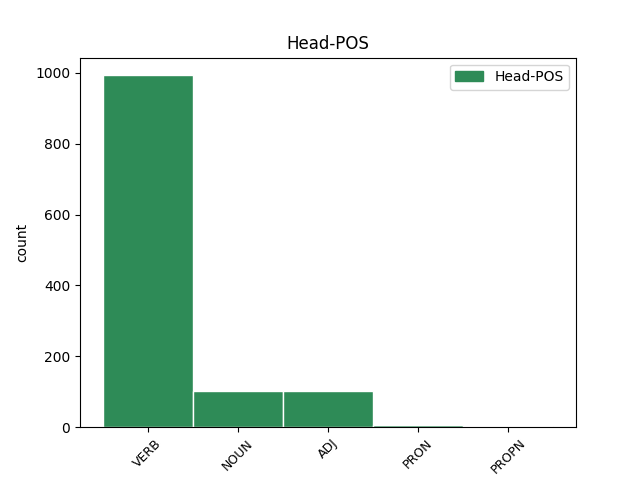 Head-POS
Head-POS
count
1000
800
600
400
200
0
VERB
NOUN
ADJ
PRON
PROPN